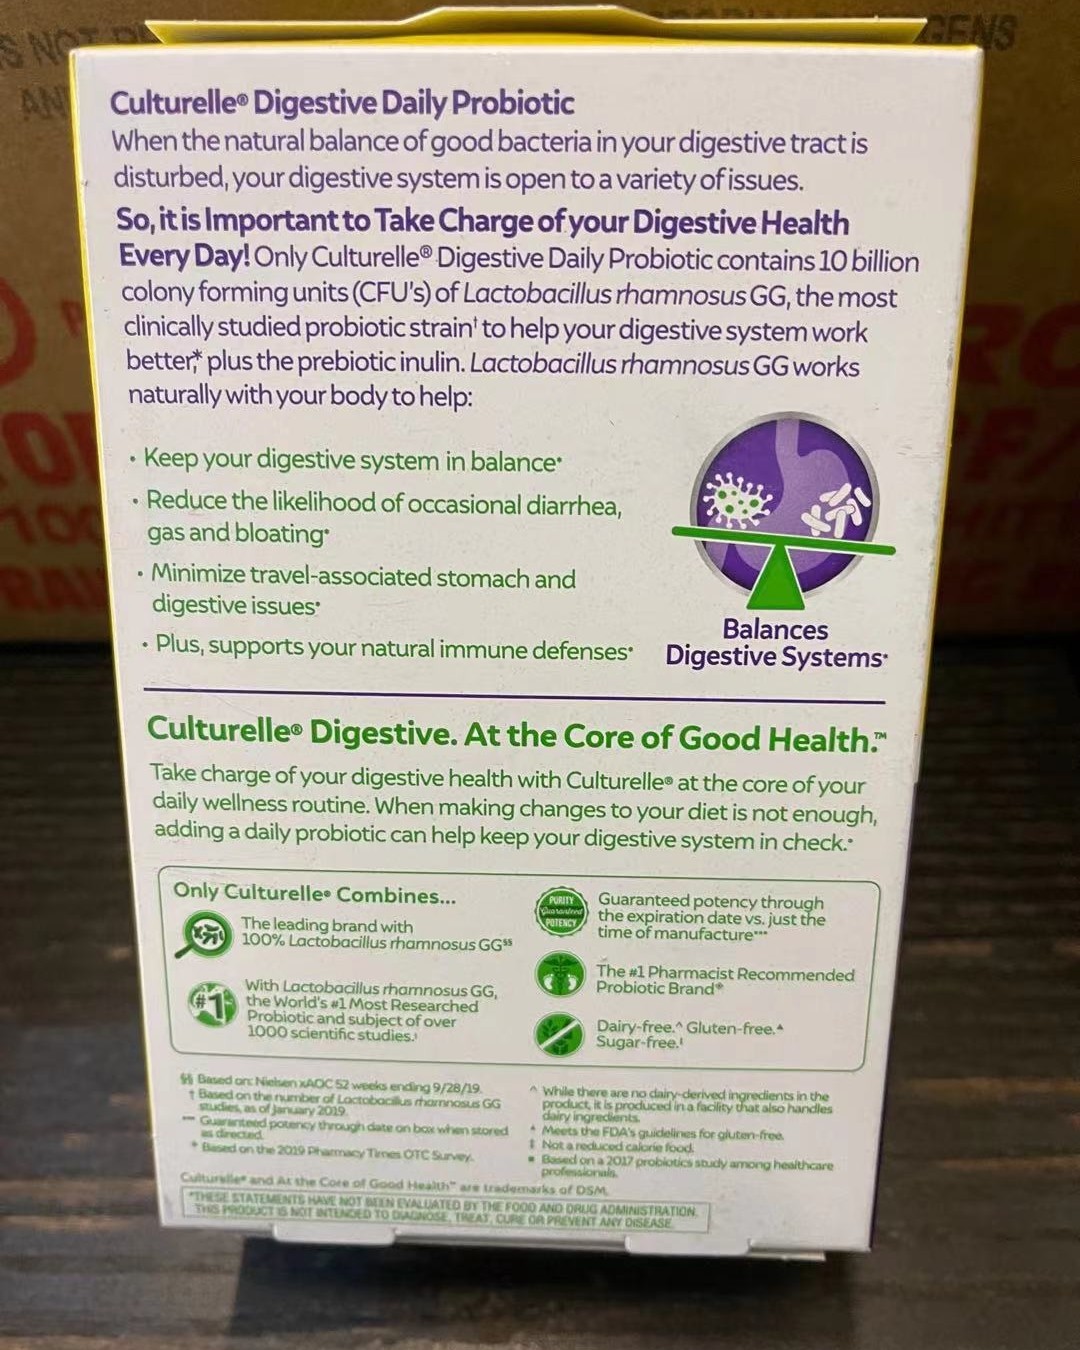 GENS
AN
Culturelle® Digestive Daily Probiotic
When the natural balance of good bacteria in your digestive tract is
disturbed, your digestive system is open to a variety of issues.
So, it is Important to Take Charge of your Digestive Health
Every Day! Only Culturelle® Digestive Daily Probiotic contains 10 billion
colony forming units (CFU's) of Lactobacillus rhamnosus GG, the most
clinically studied probiotic strain† to help your digestive system work
better,* plus the prebiotic inulin. Lactobacillus rhamnosus GG works
naturally with your body to help:
· Keep your digestive system in balance*
· Reduce the likelihood of occasional diarrhea,
gas and bloating*
· Minimize travel-associated stomach and
digestive issues*
· Plus, supports your natural immune defenses*
Balances
Digestive Systems*
Culturelle® Digestive. At the Core of Good Health.™
Take charge of your digestive health with Culturelle® at the core of your
daily wellness routine. When making changes to your diet is not enough,
adding a daily probiotic can help keep your digestive system in check.*
Only Culturelle® Combines...
The leading brand with
100% Lactobacillus rhamnosus GG§§
#1
With Lactobacillus rhamnosus GG,
the World's #1 Most Researched
Probiotic and subject of over
1000 scientific studies.†
PURITY
Guaranteed
POTENCY
Guaranteed potency through
the expiration date vs. just the
time of manufacture***
The #1 Pharmacist Recommended
Probiotic Brand*
Dairy-free.^ Gluten-free.▲
Sugar-free.‡
§§ Based on: Nielsen xAOC 52 weeks ending 9/28/19.
† Based on the number of Lactobacillus rhamnosus GG
studies, as of January 2019.
*** Guaranteed potency through date on box when stored
as directed.
* Based on the 2019 Pharmacy Times OTC Survey.
^ While there are no dairy-derived ingredients in the
product, it is produced in a facility that also handles
dairy ingredients.
▲ Meets the FDA's guidelines for gluten-free.
‡ Not a reduced calorie food.
■ Based on a 2017 probiotics study among healthcare
professionals.
Culturelle® and At the Core of Good Health™ are trademarks of DSM.
*THESE STATEMENTS HAVE NOT BEEN EVALUATED BY THE FOOD AND DRUG ADMINISTRATION.
THIS PRODUCT IS NOT INTENDED TO DIAGNOSE, TREAT, CURE OR PREVENT ANY DISEASE.